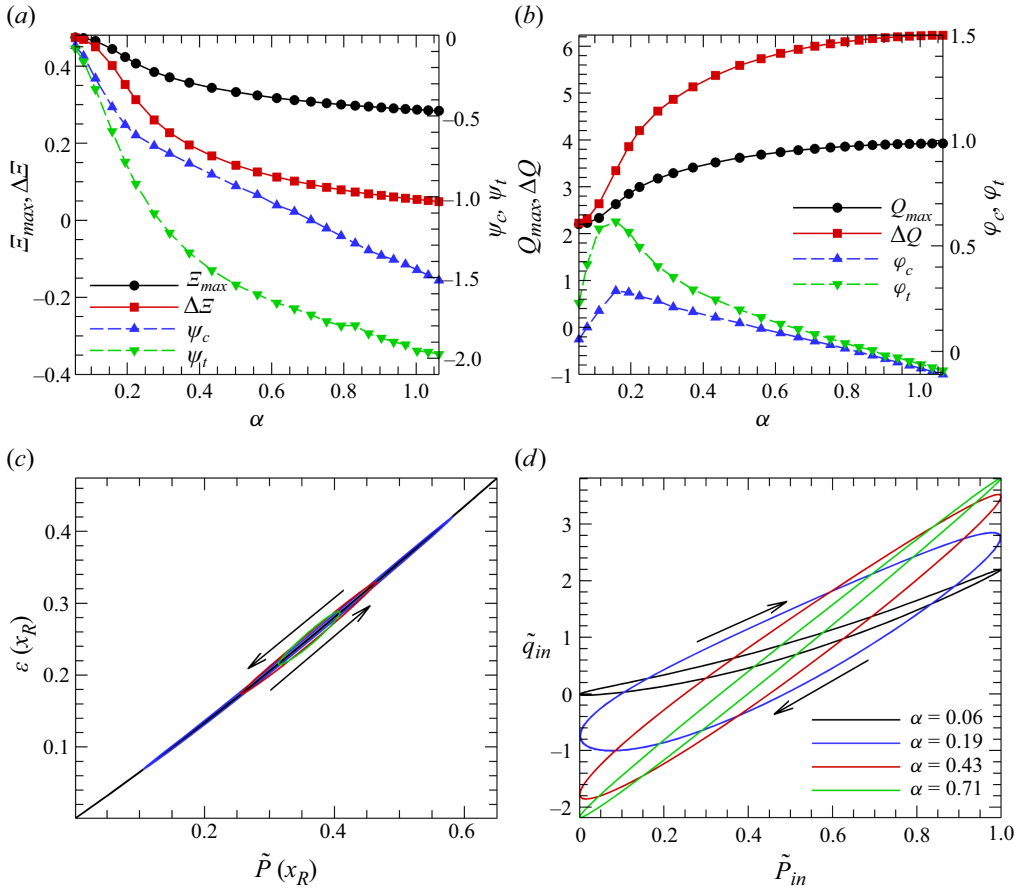 (a)
0.4
0.2
0
−0.2
−0.4
Ξmax, ΔΞ
0
−0.5
−1.0
−1.5
−2.0
ψc, ψt
Ξmax
ΔΞ
ψc
ψt
0.2 0.4 0.6 0.8 1.0
α
(b)
6
5
4
3
2
1
0
−1
Qmax, ΔQ
1.5
1.0
0.5
0
φc, φt
Qmax
ΔQ
φc
φt
0.2 0.4 0.6 0.8 1.0
α
(c)
0.4
0.3
0.2
0.1
ε (xR)
0.2 0.4 0.6
P̃ (xR)
(d)
3
2
1
0
−1
−2
q̃in
α = 0.06
α = 0.19
α = 0.43
α = 0.71
0 0.2 0.4 0.6 0.8 1.0
P̃in